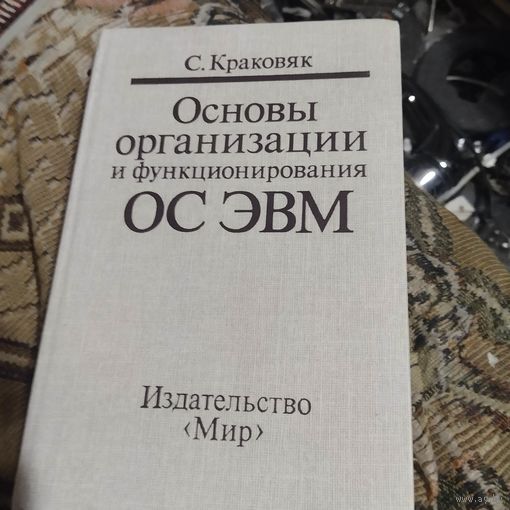 С. Краковяк
Основы
организации
и функционирования
ОС ЭВМ
Издательство
‹Мир›